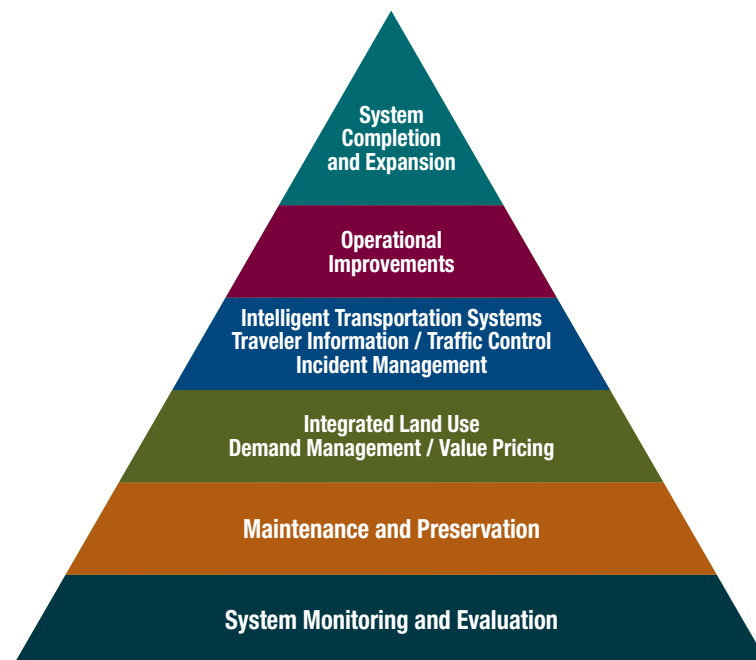 System
Completion
and Expansion
Operational
Improvements
Intelligent Transportation Systems
Traveler Information / Traffic Control
Incident Management
Integrated Land Use
Demand Management / Value Pricing
Maintenance and Preservation
System Monitoring and Evaluation